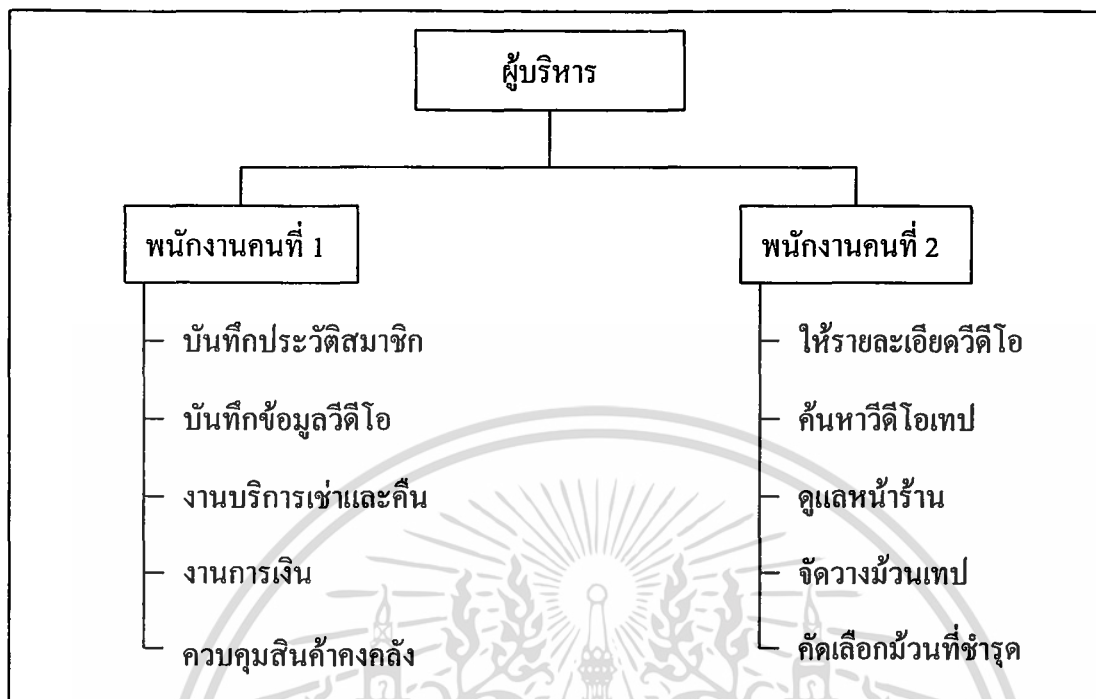 ผู้บริหาร
พนักงานคนที่ 1
บันทึกประวัติสมาชิก
บันทึกข้อมูลวีดีโอ
งานบริการเช่าและคืน
งานการเงิน
ควบคุมสินค้าคงคลัง
พนักงานคนที่ 2
ให้รายละเอียดวีดีโอ
ค้นหาวีดีโอเทป
ดูแลหน้าร้าน
จัดวางม้วนเทป
คัดเลือกม้วนที่ชำรุด